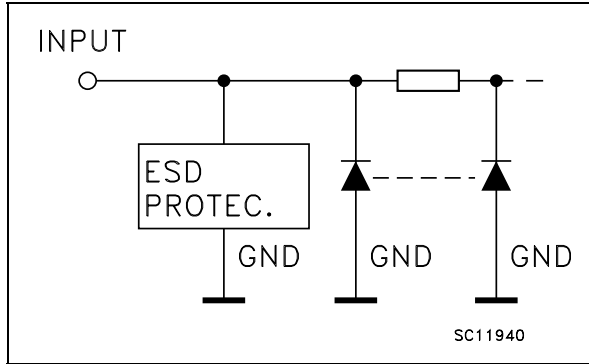 INPUT
ESD
PROTEC.
GND
GND
GND
SC11940